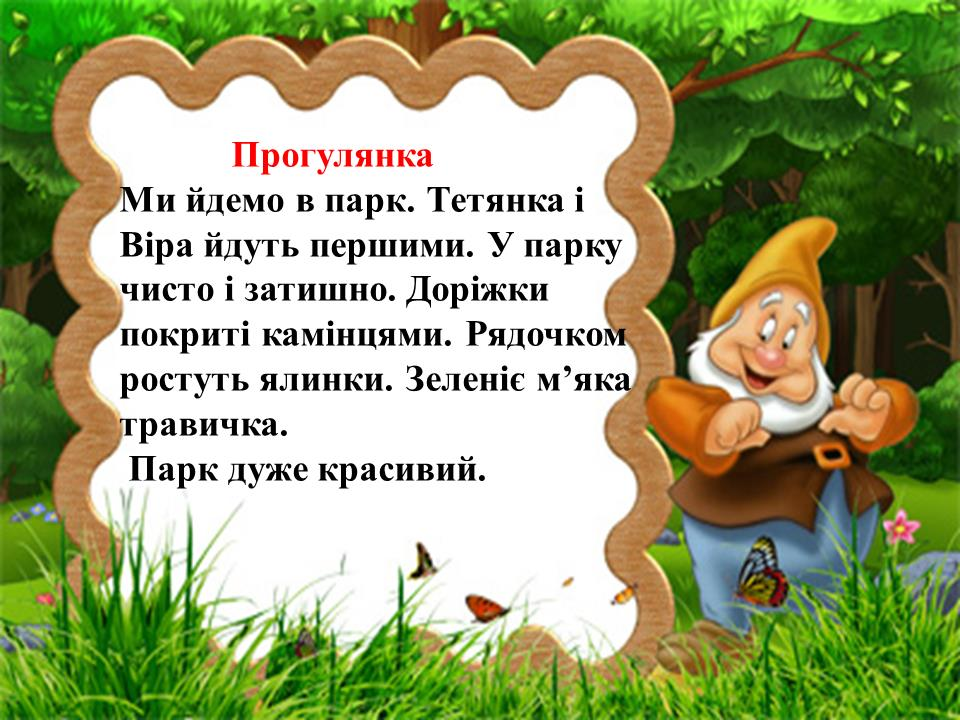 Прогулянка
Ми йдемо в парк. Тетянка і
Віра йдуть першими. У парку
чисто і затишно. Доріжки
покриті камінцями. Рядочком
ростуть ялинки. Зеленіє м’яка
травичка.
Парк дуже красивий.